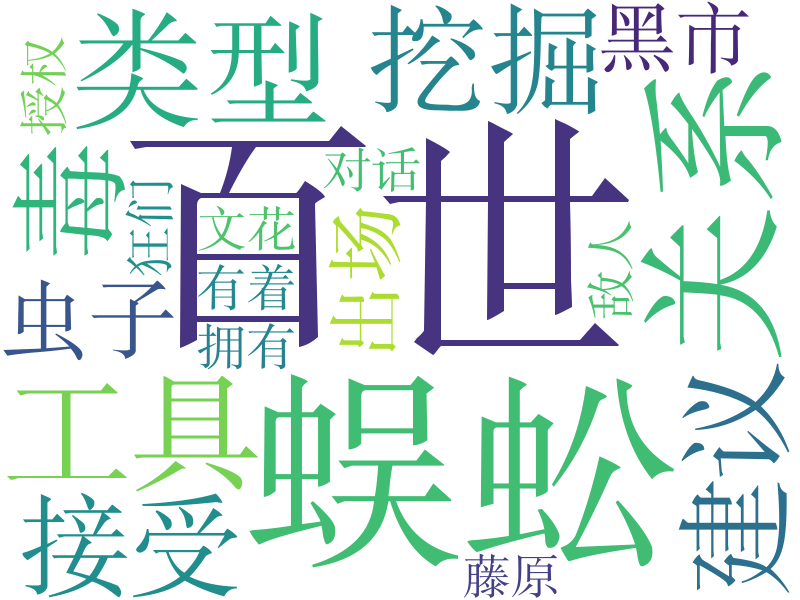 类型
挖掘
黑市
授权
百世
关系
毒
狂们
对话
文花
有着
拥有
出场
敌人
虫子
工具
蜈蚣
建议
接受
藤原